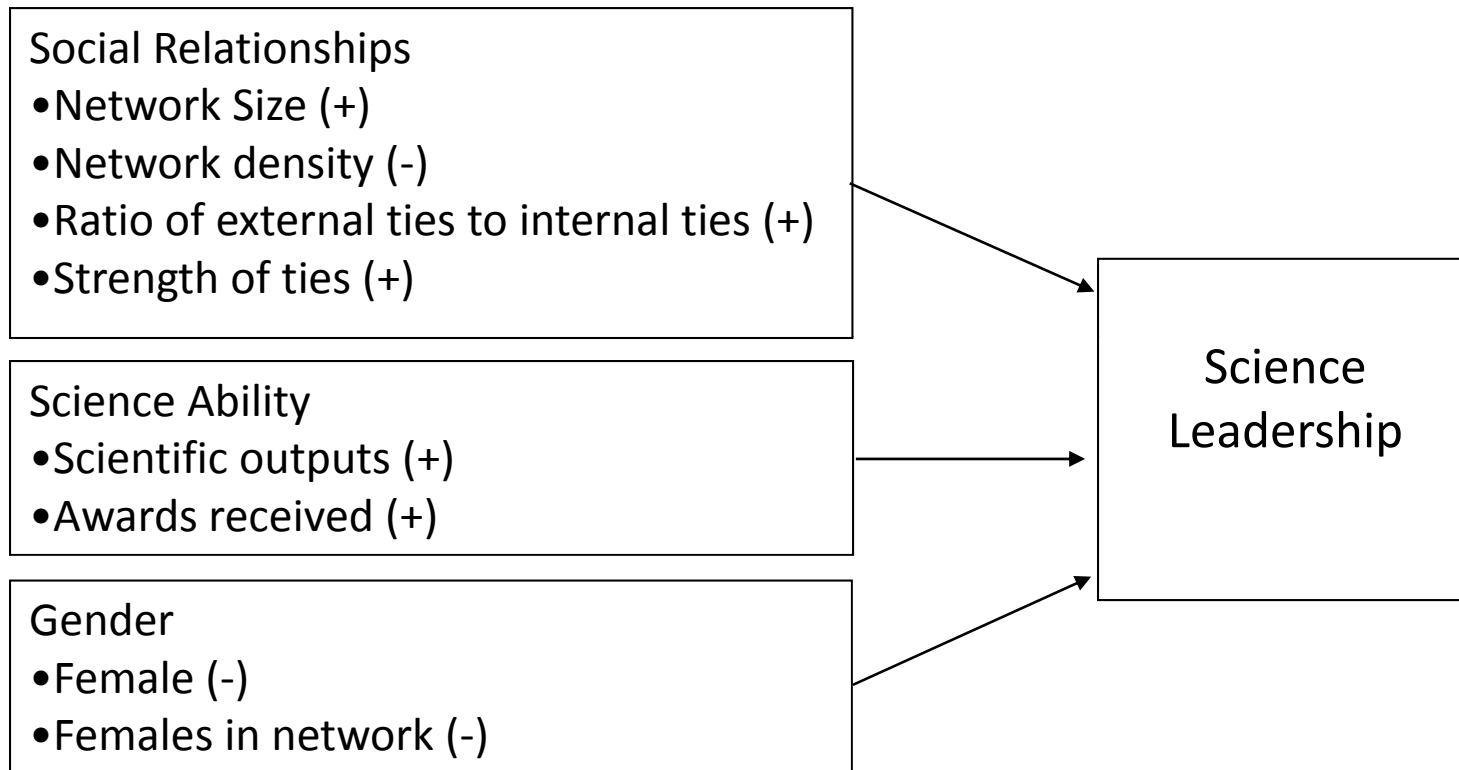 Social Relationships
•Network Size (+)
•Network density (-)
•Ratio of external ties to internal ties (+)
•Strength of ties (+)
Science Ability
•Scientific outputs (+)
•Awards received (+)
Gender
•Female (-)
•Females in network (-)
Science
Leadership